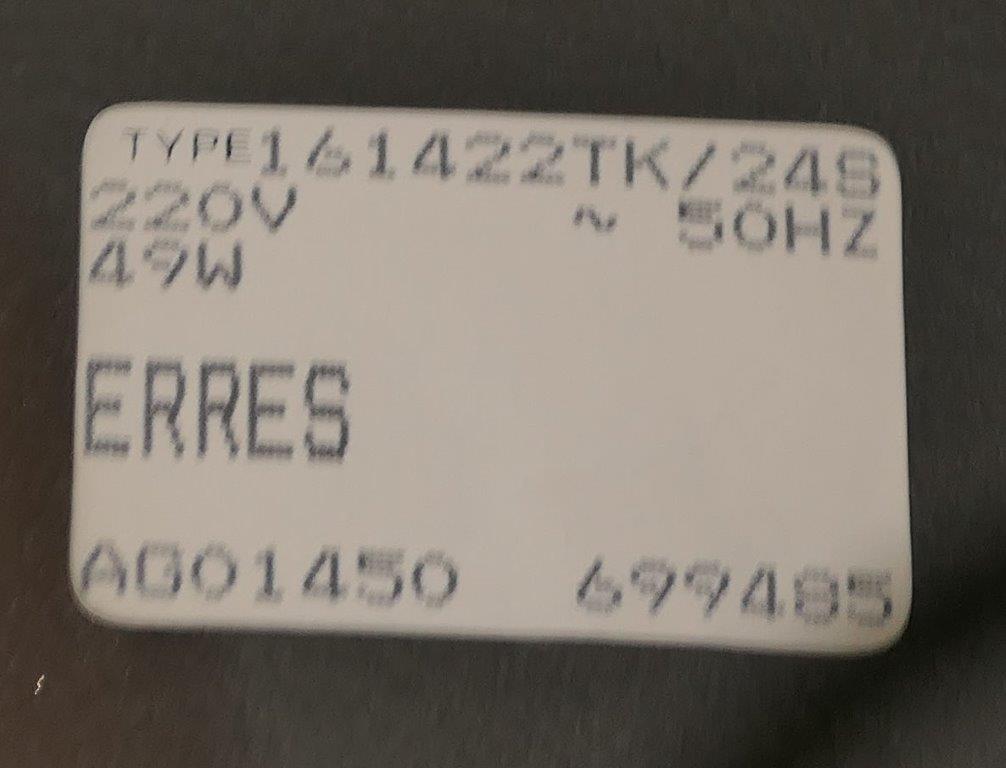 TYPE161422TK/24S
220V ~ 50HZ
49W
ERRES
AG01450 699485